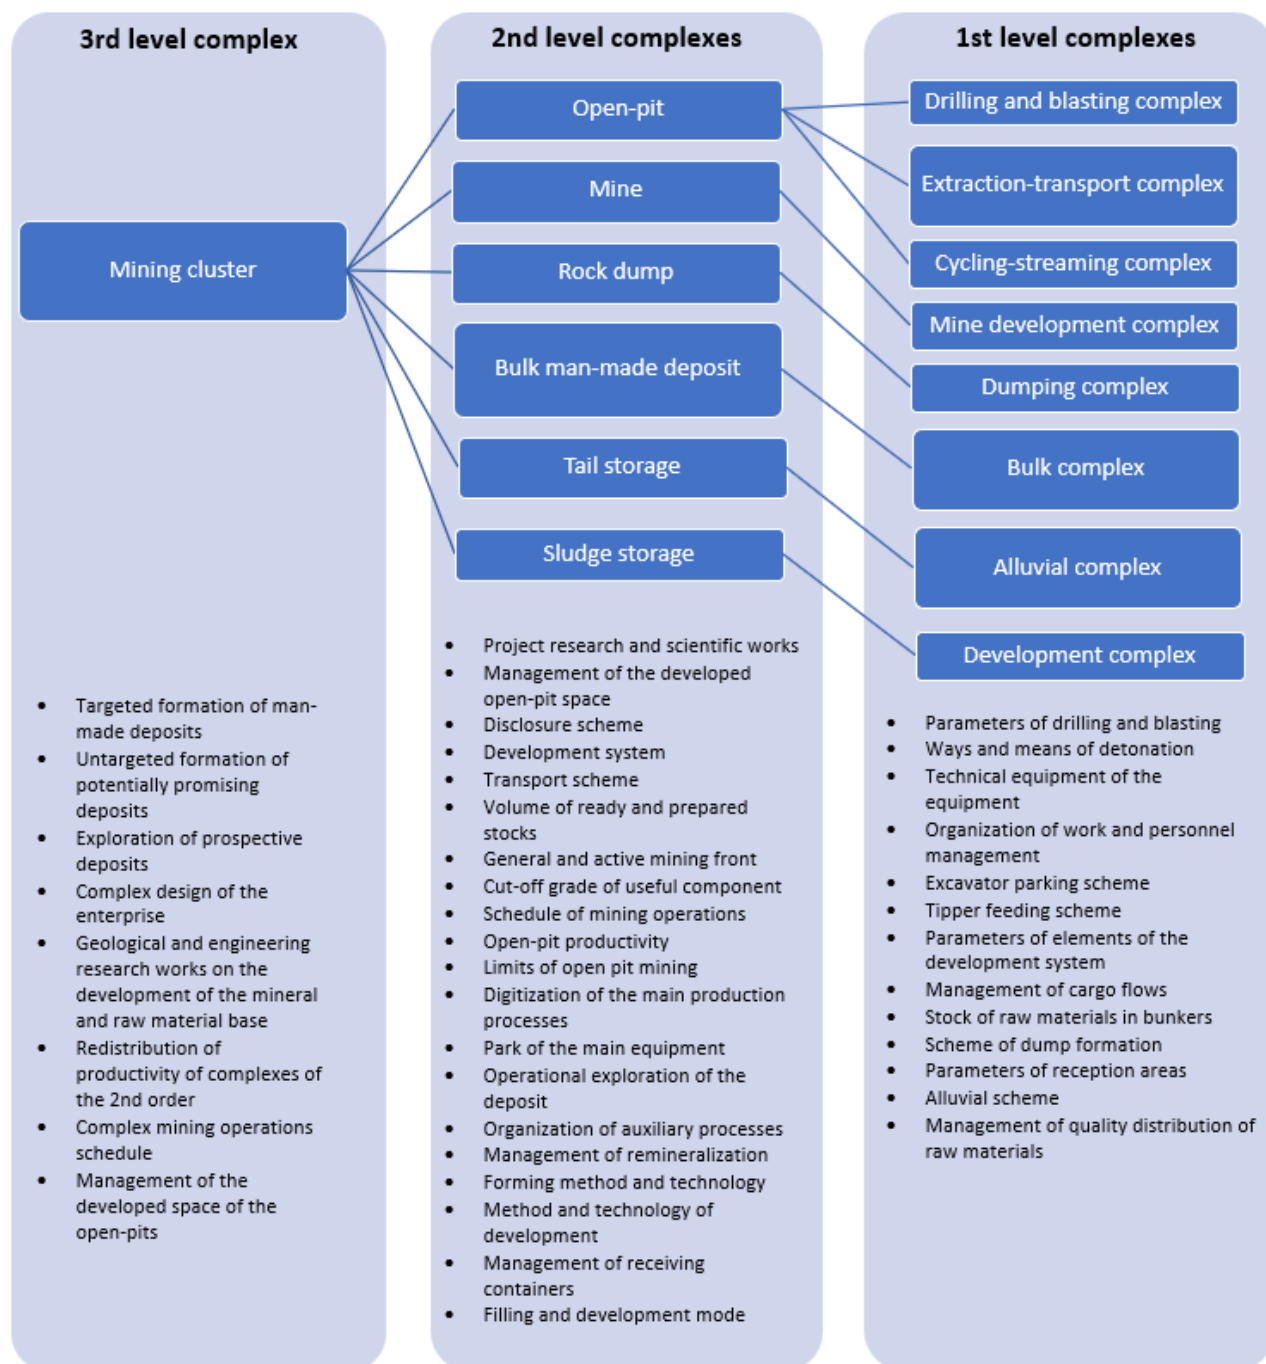 3rd level complex
Mining cluster
• Targeted formation of man-
made deposits
• Untargeted formation of
potentially promising
deposits
• Exploration of prospective
deposits
• Complex design of the
enterprise
• Geological and engineering
research works on the
development of the mineral
and raw material base
• Redistribution of
productivity of complexes of
the 2nd order
• Complex mining operations
schedule
• Management of the
developed space of the
open-pits
2nd level complexes
Open-pit
Mine
Rock dump
Bulk man-made deposit
Tail storage
Sludge storage
• Project research and scientific works
• Management of the developed
open-pit space
• Disclosure scheme
• Development system
• Transport scheme
• Volume of ready and prepared
stocks
• General and active mining front
• Cut-off grade of useful component
• Schedule of mining operations
• Open-pit productivity
• Limits of open pit mining
• Digitization of the main production
processes
• Park of the main equipment
• Operational exploration of the
deposit
• Organization of auxiliary processes
• Management of remineralization
• Forming method and technology
• Method and technology of
development
• Management of receiving
containers
• Filling and development mode
1st level complexes
Drilling and blasting complex
Extraction-transport complex
Cycling-streaming complex
Mine development complex
Dumping complex
Bulk complex
Alluvial complex
Development complex
• Parameters of drilling and blasting
• Ways and means of detonation
• Technical equipment of the
equipment
• Organization of work and personnel
management
• Excavator parking scheme
• Tipper feeding scheme
• Parameters of elements of the
development system
• Management of cargo flows
• Stock of raw materials in bunkers
• Scheme of dump formation
• Parameters of reception areas
• Alluvial scheme
• Management of quality distribution of
raw materials